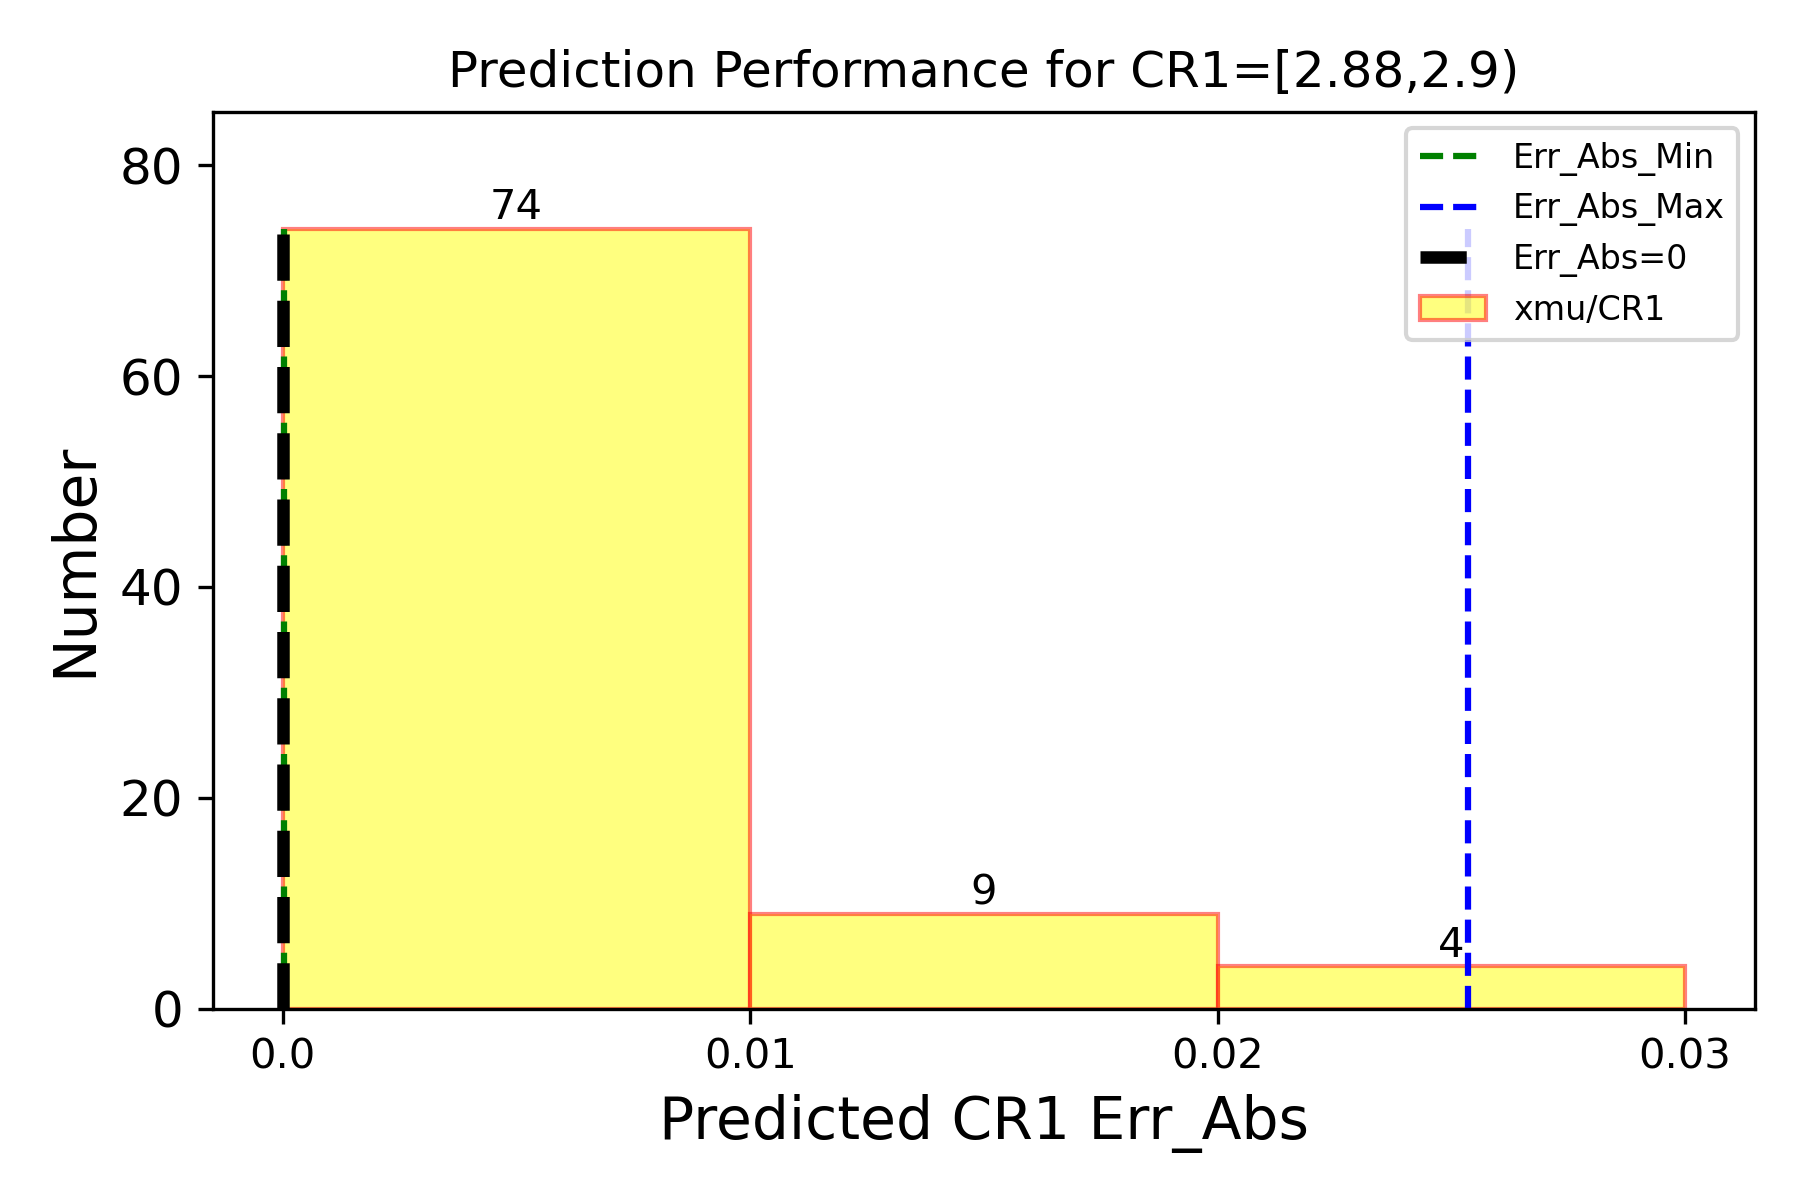 Prediction Performance for CR1=[2.88,2.9)
Err_Abs_Min
Err_Abs_Max
Err_Abs=0
xmu/CR1
Number
80
60
40
20
0
74
9
4
0.0
0.01
0.02
0.03
Predicted CR1 Err_Abs